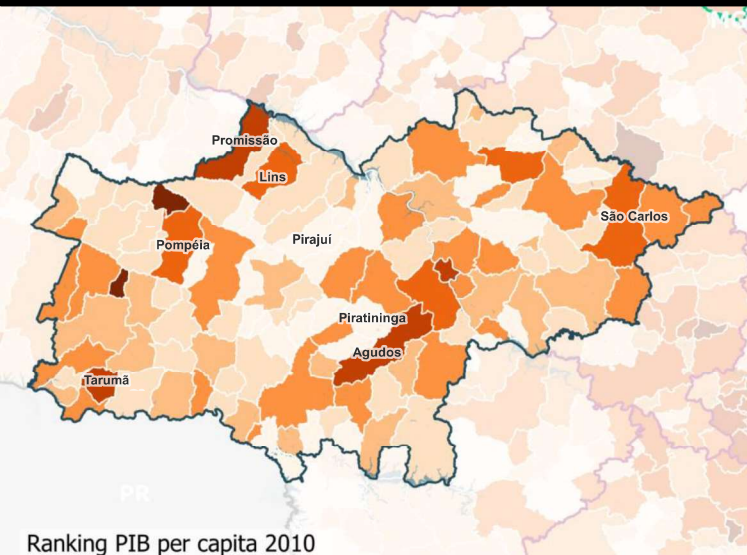 Promissão
Lins
São Carlos
Pompéia
Pirajuí
Piratininga
Agudos
Tarumã
PR
Ranking PIB per capita 2010